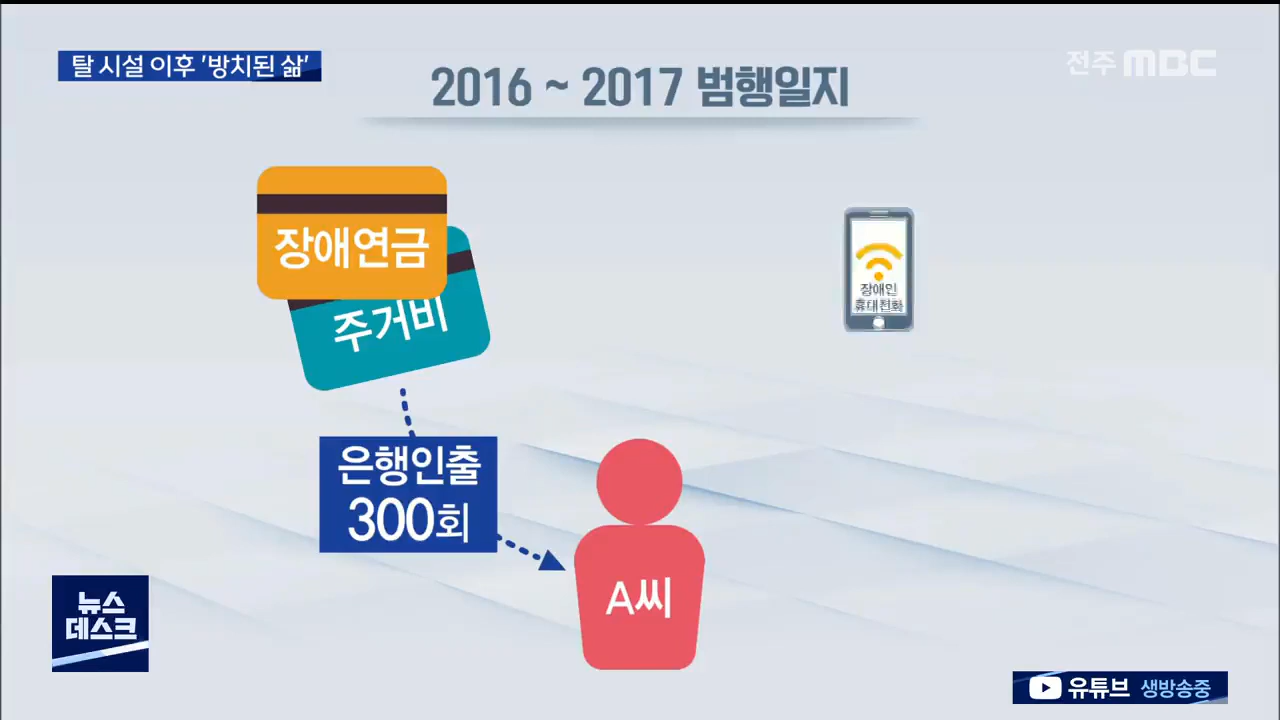 탈 시설 이후 '방치된 삶'
전주 MBC
2016 ~ 2017 범행일지
장애연금
주거비
장애인
휴대전화
은행인출
300회
A씨
뉴스
데스크
유튜브 생방송중